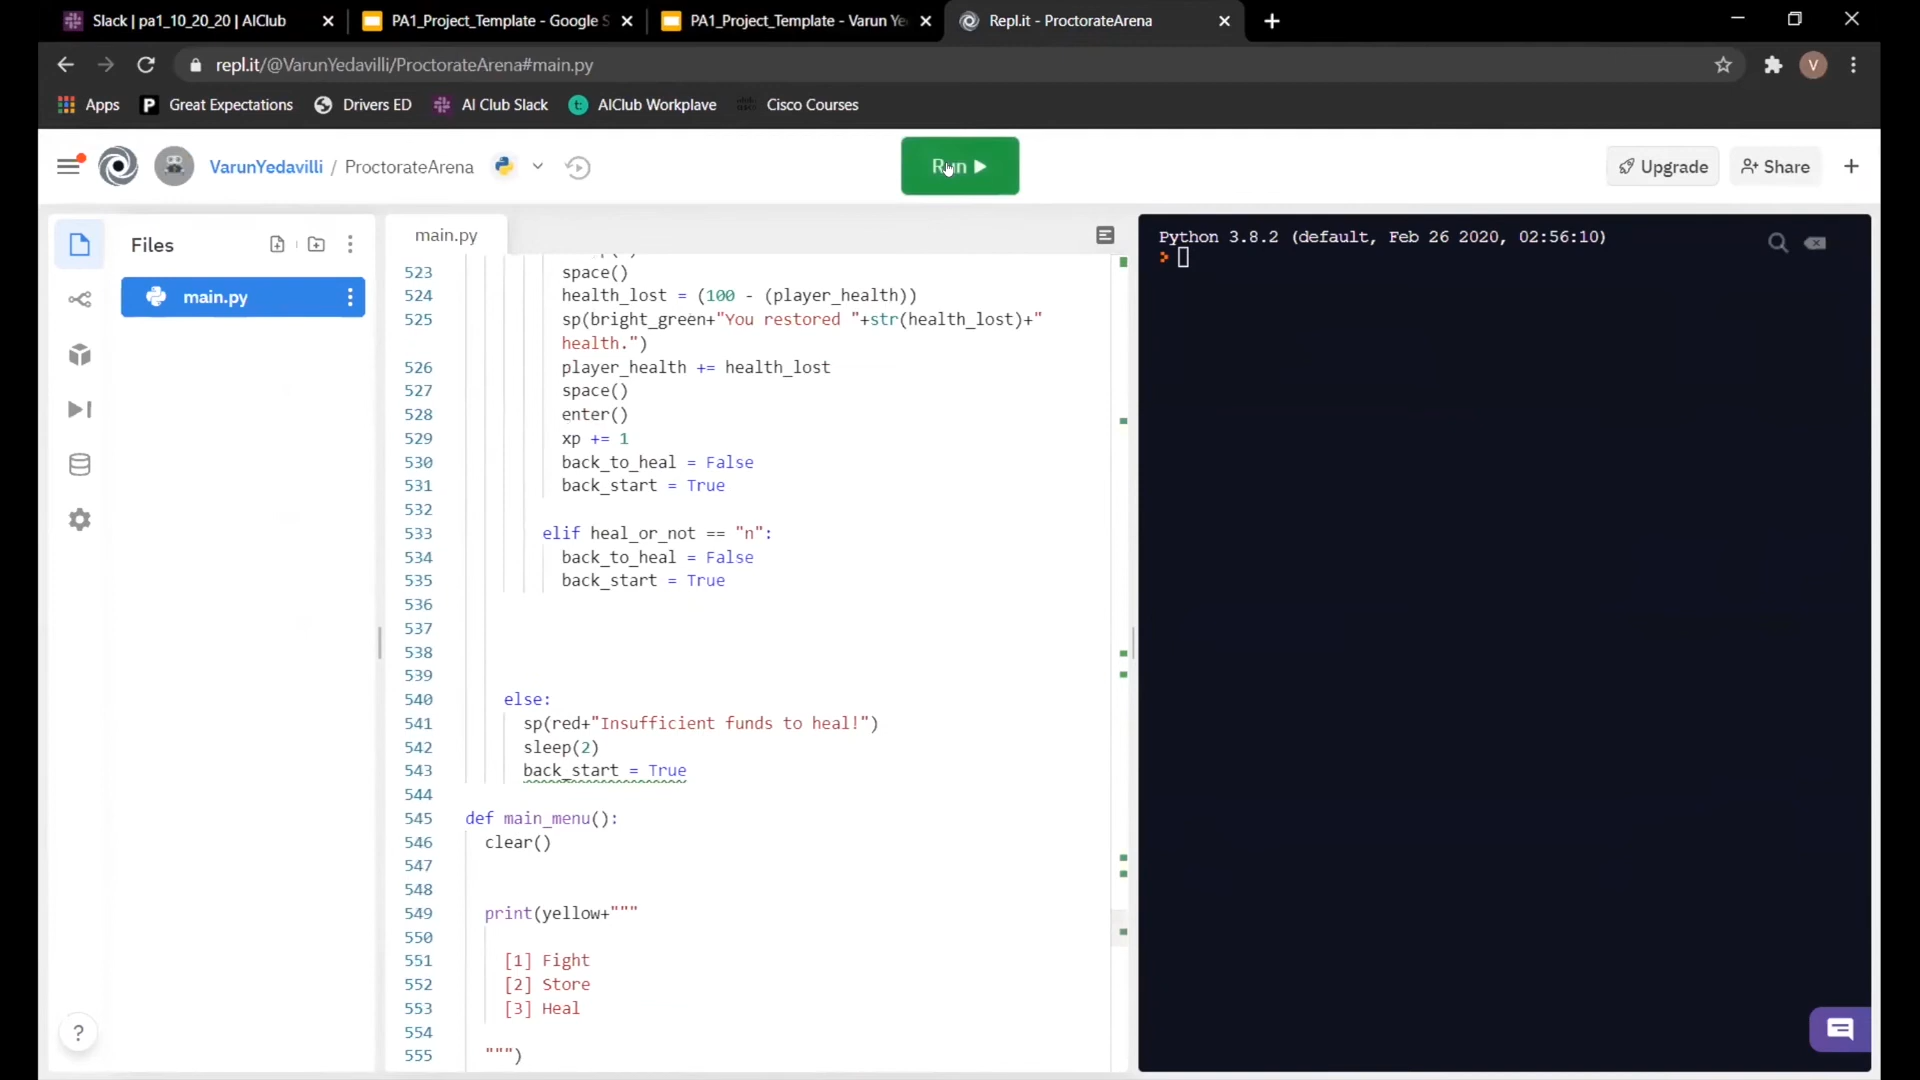 Slack | pa1_10_20_20 | AIClub
PA1_Project_Template - Google S
PA1_Project_Template - Varun Ye
Repl.it - ProctorateArena
repl.it/@VarunYedavilli/ProctorateArena#main.py
V
Apps
P Great Expectations
Drivers ED
AI Club Slack
t: AIClub Workplave
Cisco Courses
VarunYedavilli / ProctorateArena
Run
Upgrade
Share
Files
main.py
main.py
523 space()
524 health_lost = (100 - (player_health))
525 sp(bright_green+"You restored "+str(health_lost)+"
health.")
526 player_health += health_lost
527 space()
528 enter()
529 xp += 1
530 back_to_heal = False
531 back_start = True
532
533 elif heal_or_not == "n":
534 back_to_heal = False
535 back_start = True
536
537
538
539
540 else:
541 sp(red+"Insufficient funds to heal!")
542 sleep(2)
543 back_start = True
544
545 def main_menu():
546 clear()
547
548
549 print(yellow+"""
550
551 [1] Fight
552 [2] Store
553 [3] Heal
554
555 """)
Python 3.8.2 (default, Feb 26 2020, 02:56:10)
>
?